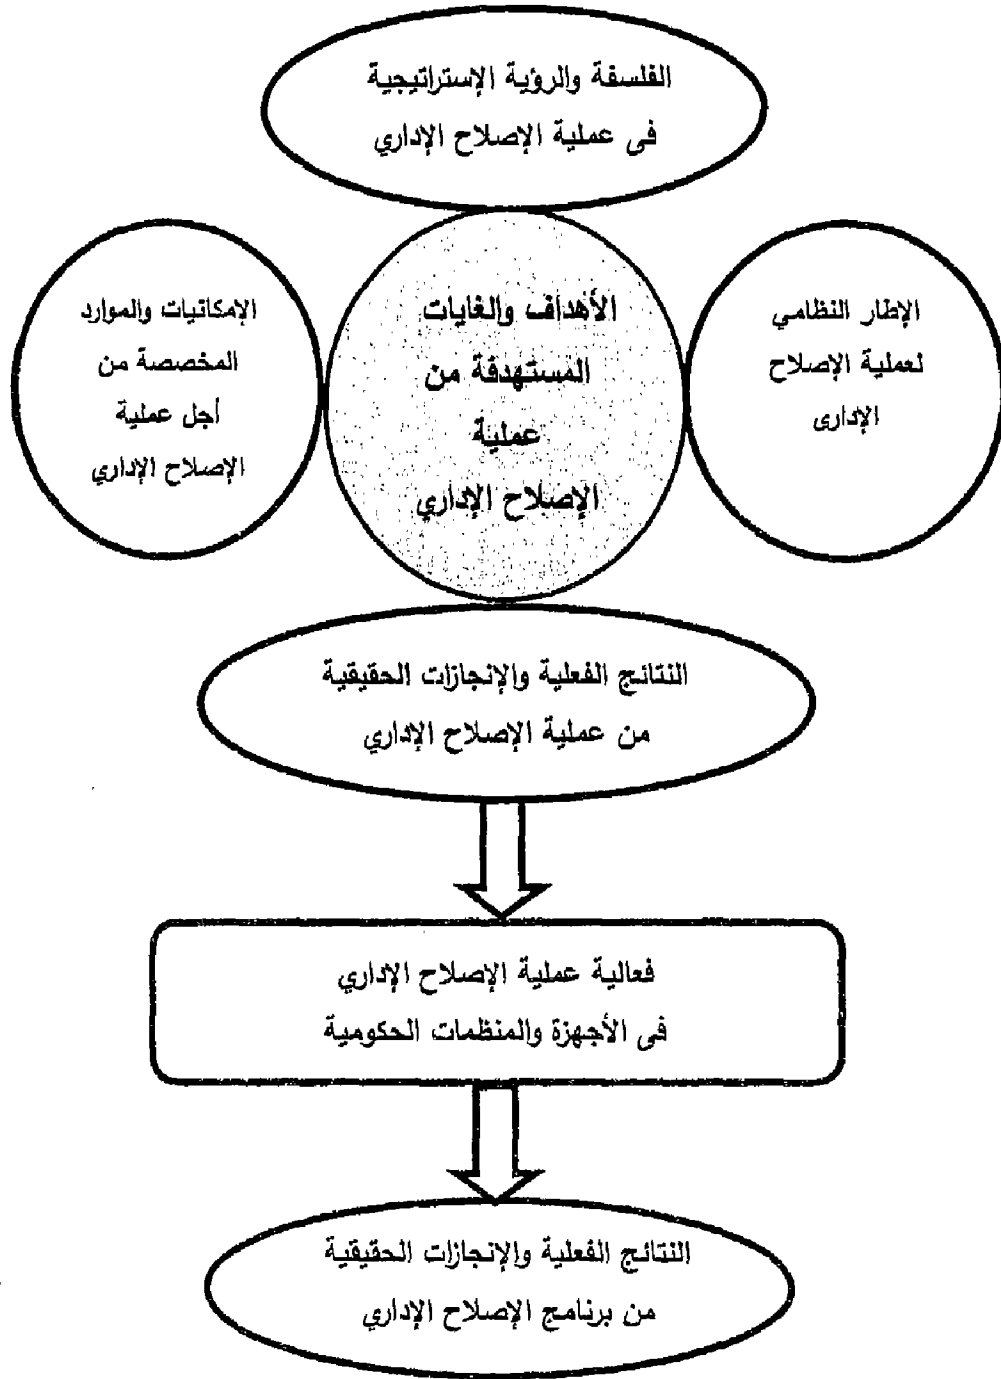 الفلسفة والرؤية الإستراتيجية
فى عملية الإصلاح الإداري
الإطار النظامي
لعملية الإصلاح
الإدارى
الأهداف والغايات
المستهدفة من
عملية
الإصلاح الإداري
الإمكاتيات والموارد
المخصصة من
أجل عملية
الإصلاح الإداري
النتائج الفعلية والإنجازات الحقيقية
من عملية الإصلاح الإداري
فعالية عملية الإصلاح الإداري
فى الأجهزة والمنظمات الحكومية
النتائج الفعلية والإنجازات الحقيقية
من برنامج الإصلاح الإداري